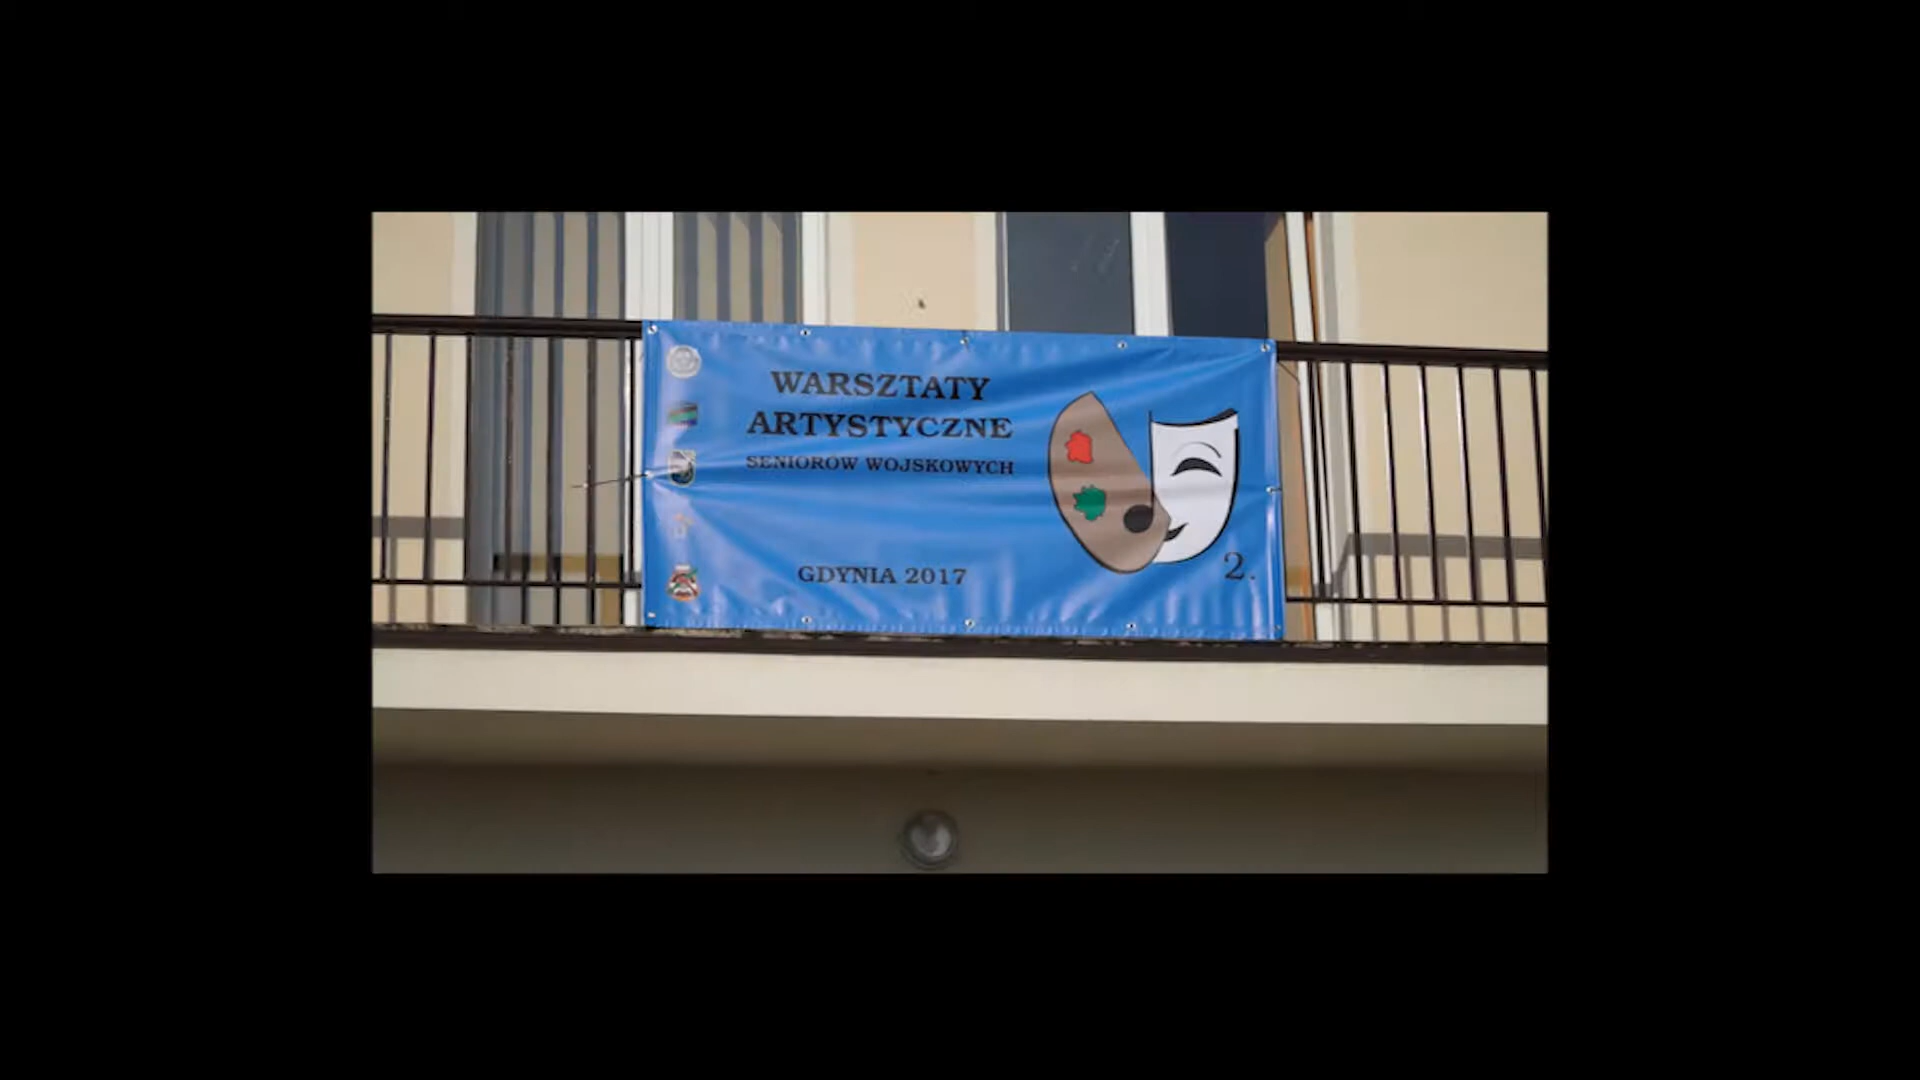 WARSZTATY
ARTYSTYCZNE
SENIORÓW WOJSKOWYCH
GDYNIA 2017
2.